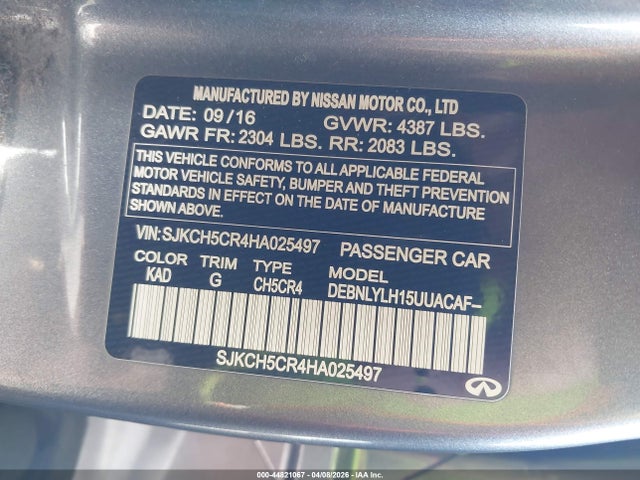 MANUFACTURED BY NISSAN MOTOR CO., LTD
DATE: 09/16 GVWR: 4387 LBS.
GAWR FR: 2304 LBS. RR: 2083 LBS.
THIS VEHICLE CONFORMS TO ALL APPLICABLE FEDERAL
MOTOR VEHICLE SAFETY, BUMPER AND THEFT PREVENTION
STANDARDS IN EFFECT ON THE DATE OF MANUFACTURE
SHOWN ABOVE.
VIN: SJKCH5CR4HA025497 PASSENGER CAR
COLOR TRIM TYPE MODEL
KAD G CH5CR4 DEBNLYLH15UUACAF-
SJKCH5CR4HA025497
000-44821067 04/08/2026 IAA Inc.